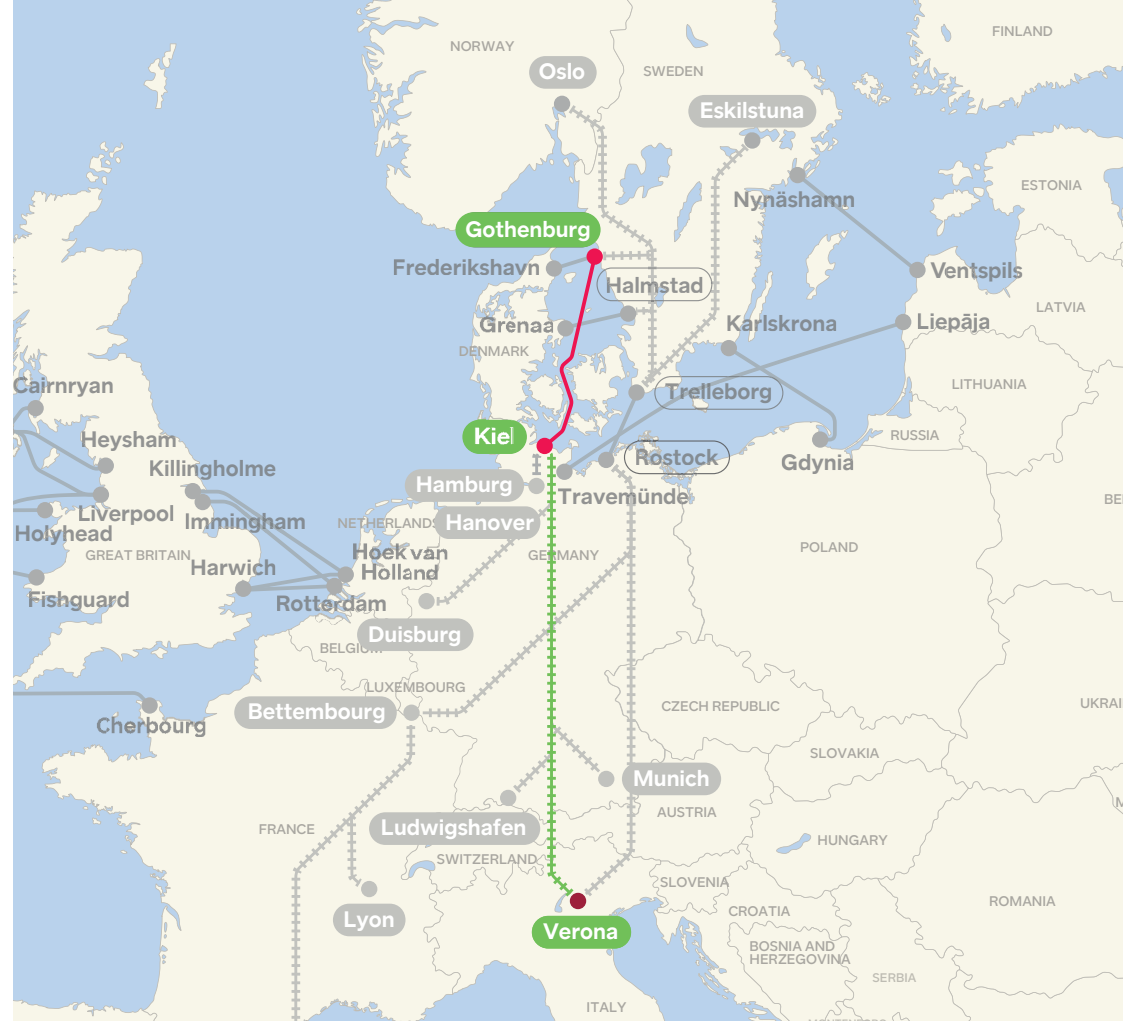 FINLAND
NORWAY
Oslo
SWEDEN
Eskilstuna
ESTONIA
Nynäshamn
Gothenburg
Frederikshavn
Ventspils
Halmstad
LATVIA
Grenaa
Karlskrona
Liepāja
DENMARK
Cairnryan
Trelleborg
LITHUANIA
Kiel
RUSSIA
Heysham
Rostock
Gdynia
Killingholme
Hamburg
Travemünde
Liverpool
Immingham
NETHERLANDS
Hanover
Holyhead
GREAT BRITAIN
Hoek van
Holland
GERMANY
POLAND
Harwich
Fishguard
Rotterdam
Duisburg
BELGIUM
LUXEMBOURG
Bettembourg
CZECH REPUBLIC
UKRAI
Cherbourg
SLOVAKIA
Munich
AUSTRIA
FRANCE
Ludwigshafen
HUNGARY
SWITZERLAND
SLOVENIA
ROMANIA
Lyon
CROATIA
Verona
BOSNIA AND
HERZEGOVINA
SERBIA
ITALY